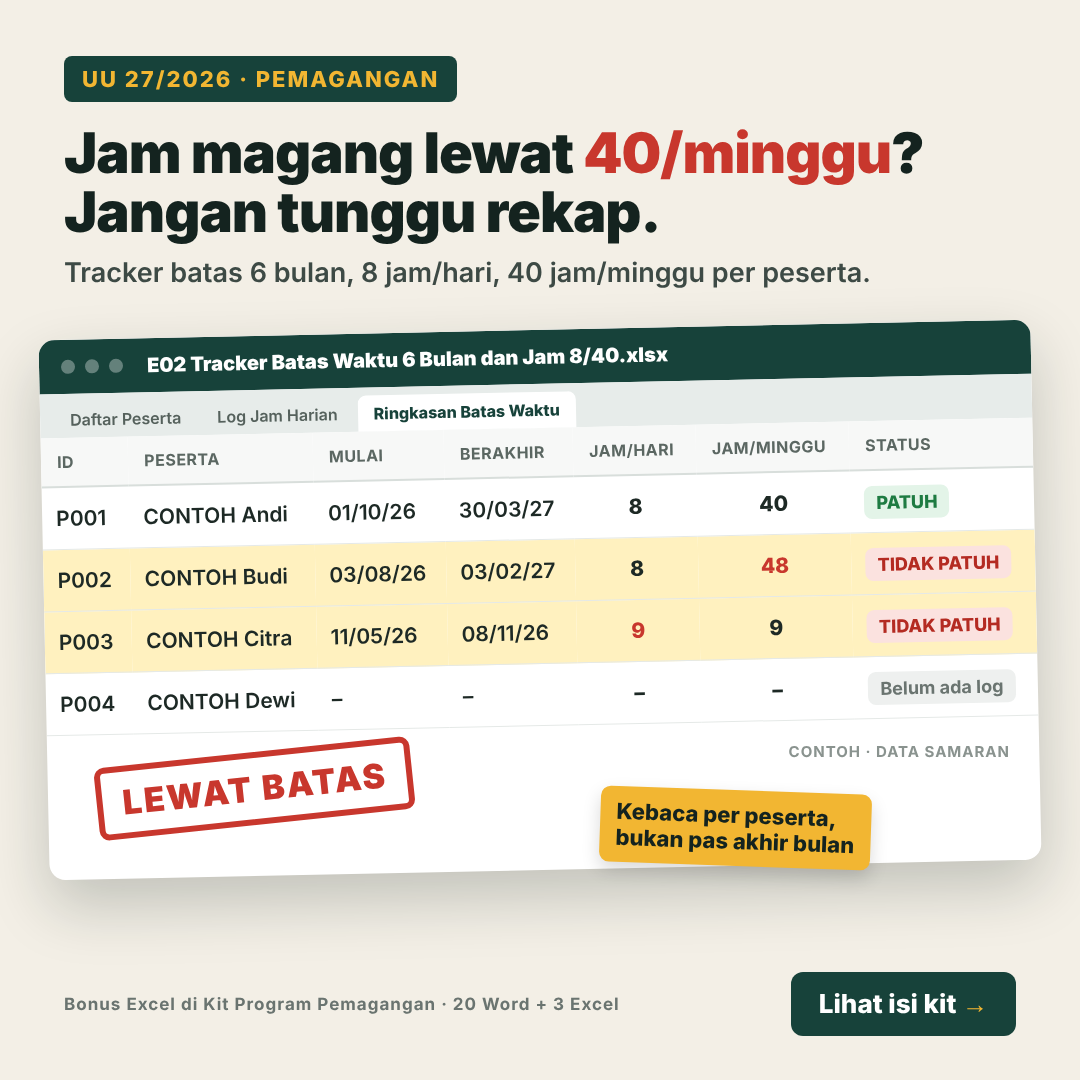 UU 27/2026 · PEMAGANGAN
Jam magang lewat 40/minggu?
Jangan tunggu rekap.
Tracker batas 6 bulan, 8 jam/hari, 40 jam/minggu per peserta.
E02 Tracker Batas Waktu 6 Bulan dan Jam 8/40.xlsx
Daftar Peserta Log Jam Harian Ringkasan Batas Waktu
ID PESERTA MULAI BERAKHIR JAM/HARI JAM/MINGGU STATUS
P001 CONTOH Andi 01/10/26 30/03/27 8 40 PATUH
P002 CONTOH Budi 03/08/26 03/02/27 8 48 TIDAK PATUH
P003 CONTOH Citra 11/05/26 08/11/26 9 9 TIDAK PATUH
P004 CONTOH Dewi – – – – Belum ada log
CONTOH · DATA SAMARAN
LEWAT BATAS
Kebaca per peserta,
bukan pas akhir bulan
Bonus Excel di Kit Program Pemagangan · 20 Word + 3 Excel
Lihat isi kit →